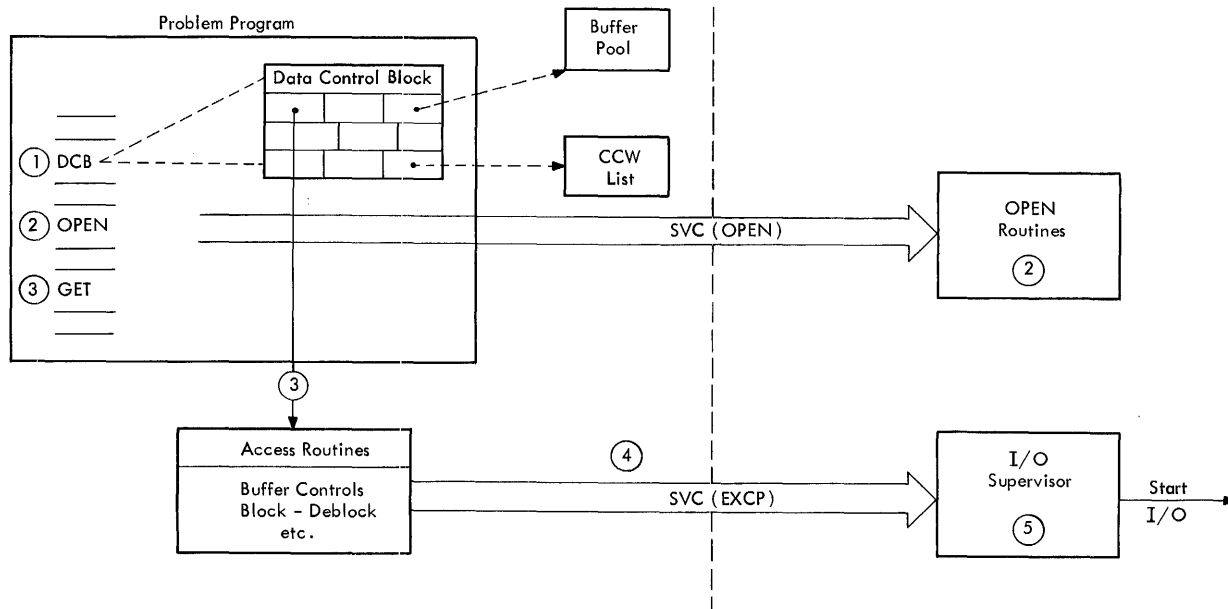 Problem Program
Buffer
Pool
Data Control Block
1 DCB
CCW
List
2 OPEN
SVC (OPEN)
OPEN
Routines
2
3 GET
3
Access Routines
Buffer Controls
Block - Deblock
etc.
4
SVC (EXCP)
I/O
Supervisor
5
Start
I/O